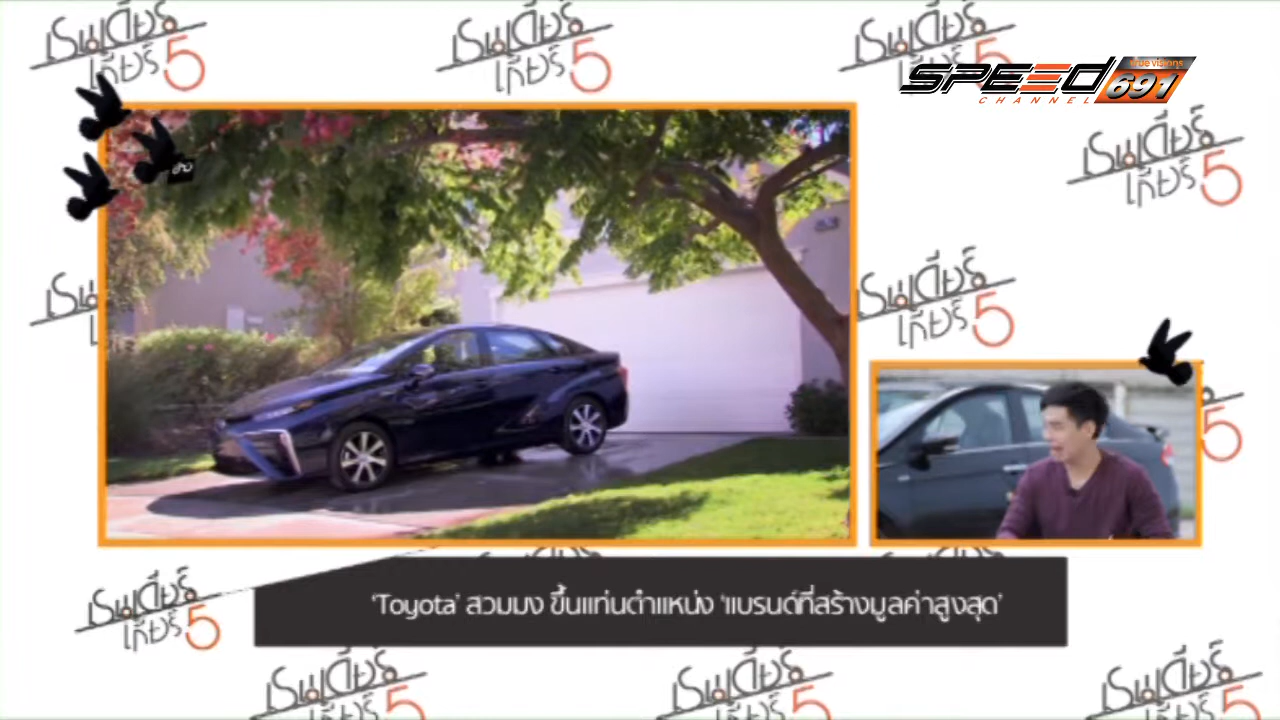 เรเดียร์
เกียร์ 5
SPEED
CHANNEL
true visions
691
'Toyota' สวมมง ขึ้นแท่นตำแหน่ง 'แบรนด์ที่สร้างมูลค่าสูงสุด'